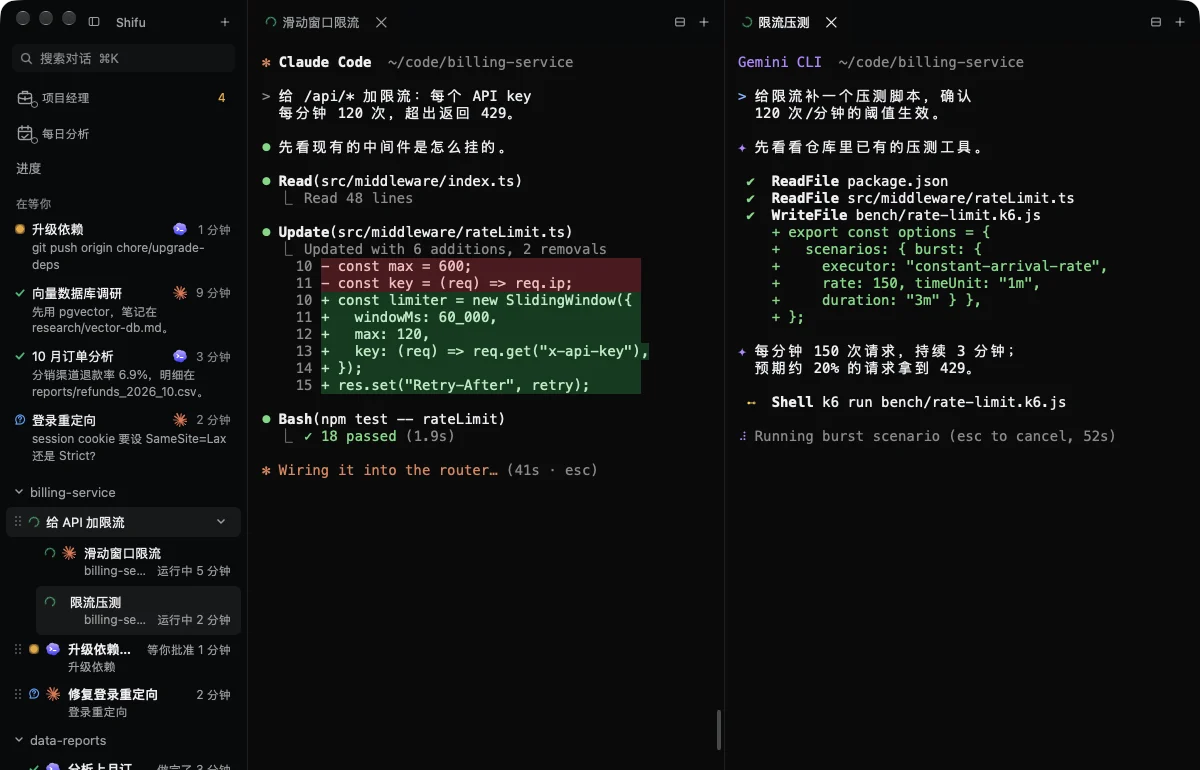 Shifu
搜索对话 ⌘K
项目经理 4
每日分析
进度
在等你
升级依赖 1 分钟
git push origin chore/upgrade-
deps
向量数据库调研 9 分钟
先用 pgvector，笔记在
research/vector-db.md。
10 月订单分析 3 分钟
分销渠道退款率 6.9%，明细在
reports/refunds_2026_10.csv。
登录重定向 2 分钟
session cookie 要设 SameSite=Lax
还是 Strict?
billing-service
给 API 加限流
滑动窗口限流
billing-se... 运行中 5 分钟
限流压测
billing-se... 运行中 2 分钟
升级依赖... 等你批准 1 分钟
升级依赖
修复登录重定向 2 分钟
登录重定向
data-reports
滑动窗口限流
✻ Claude Code ~/code/billing-service
> 给 /api/* 加限流：每个 API key
每分钟 120 次，超出返回 429。
● 先看现有的中间件是怎么挂的。
● Read(src/middleware/index.ts)
⎿ Read 48 lines
● Update(src/middleware/rateLimit.ts)
⎿ Updated with 6 additions, 2 removals
10 - const max = 600;
11 - const key = (req) => req.ip;
10 + const limiter = new SlidingWindow({
11 + windowMs: 60_000,
12 + max: 120,
13 + key: (req) => req.get("x-api-key"),
14 + });
15 + res.set("Retry-After", retry);
● Bash(npm test -- rateLimit)
⎿ ✓ 18 passed (1.9s)
✻ Wiring it into the router… (41s · esc)
限流压测
Gemini CLI ~/code/billing-service
> 给限流补一个压测脚本，确认
120 次/分钟的阈值生效。
✦ 先看看仓库里已有的压测工具。
✔ ReadFile package.json
✔ ReadFile src/middleware/rateLimit.ts
✔ WriteFile bench/rate-limit.k6.js
+ export const options = {
+ scenarios: { burst: {
+ executor: "constant-arrival-rate",
+ rate: 150, timeUnit: "1m",
+ duration: "3m" } },
+ };
✦ 每分钟 150 次请求，持续 3 分钟；
预期约 20% 的请求拿到 429。
Shell k6 run bench/rate-limit.k6.js
Running burst scenario (esc to cancel, 52s)